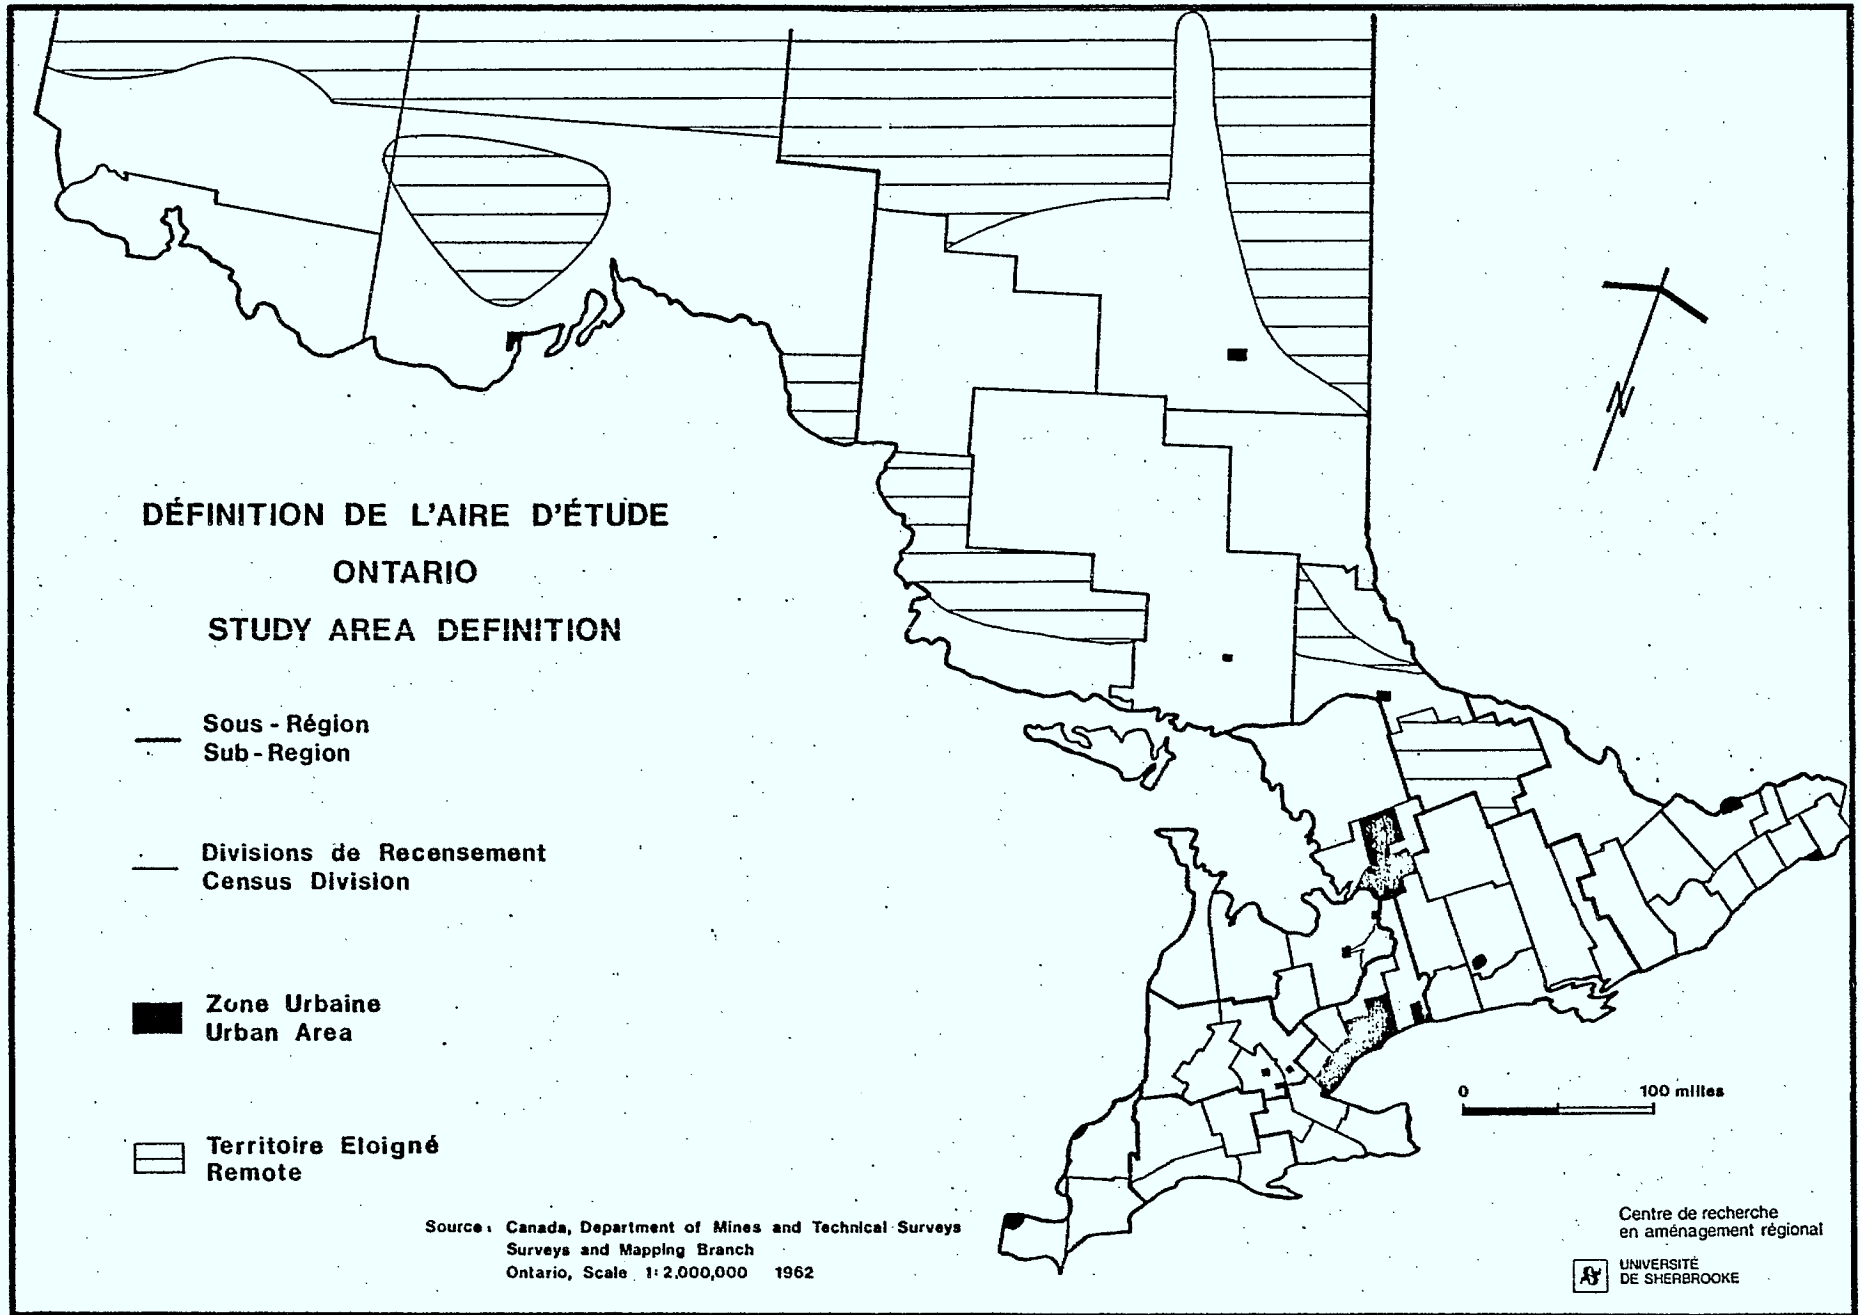 DÉFINITION DE L'AIRE D'ÉTUDE
ONTARIO
STUDY AREA DEFINITION
Sous-Région
Sub-Region
Divisions de Recensement
Census Division
Zone Urbaine
Urban Area
Territoire Eloigné
Remote
N
0 100 milles
Source: Canada, Department of Mines and Technical Surveys
Surveys and Mapping Branch
Ontario, Scale 1:2,000,000 1962
Centre de recherche
en aménagement régional
UNIVERSITÉ
DE SHERBROOKE